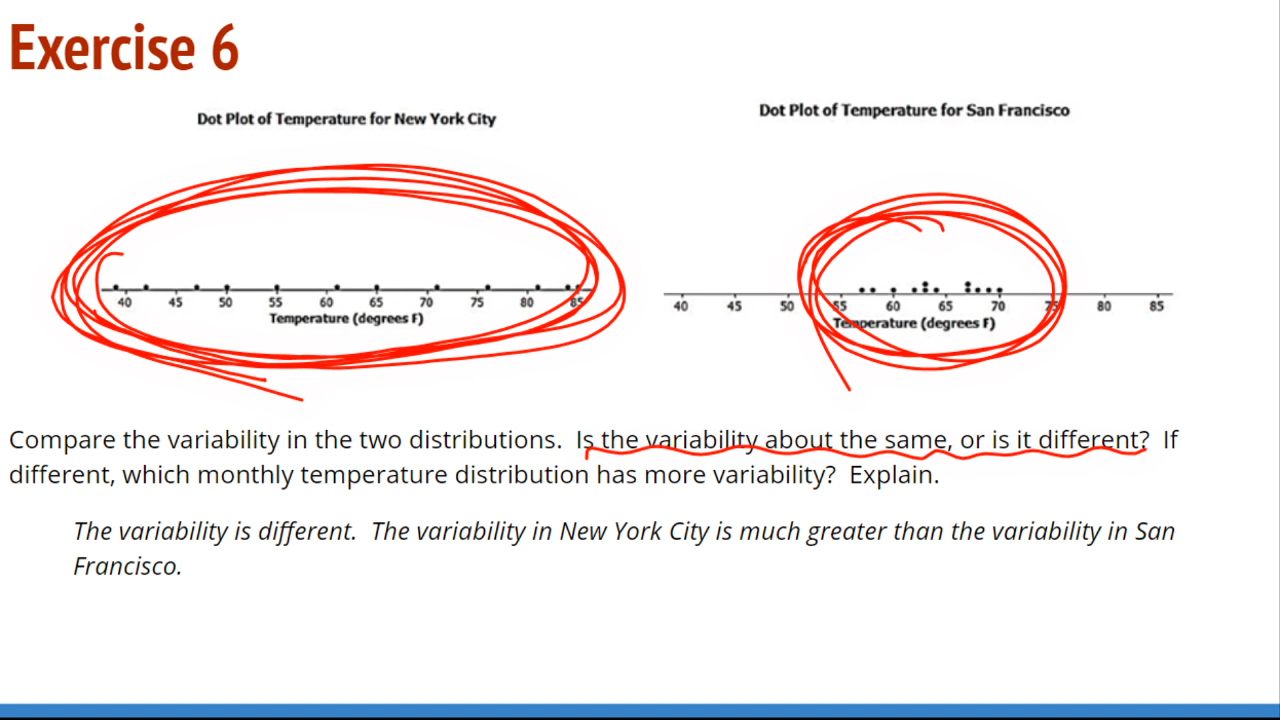 Exercise 6
Dot Plot of Temperature for New York City
40 45 50 55 60 65 70 75 80 85
Temperature (degrees F)
Dot Plot of Temperature for San Francisco
40 45 50 55 60 65 70 75 80 85
Temperature (degrees F)
Compare the variability in the two distributions. Is the variability about the same, or is it different? If
different, which monthly temperature distribution has more variability? Explain.
The variability is different. The variability in New York City is much greater than the variability in San
Francisco.